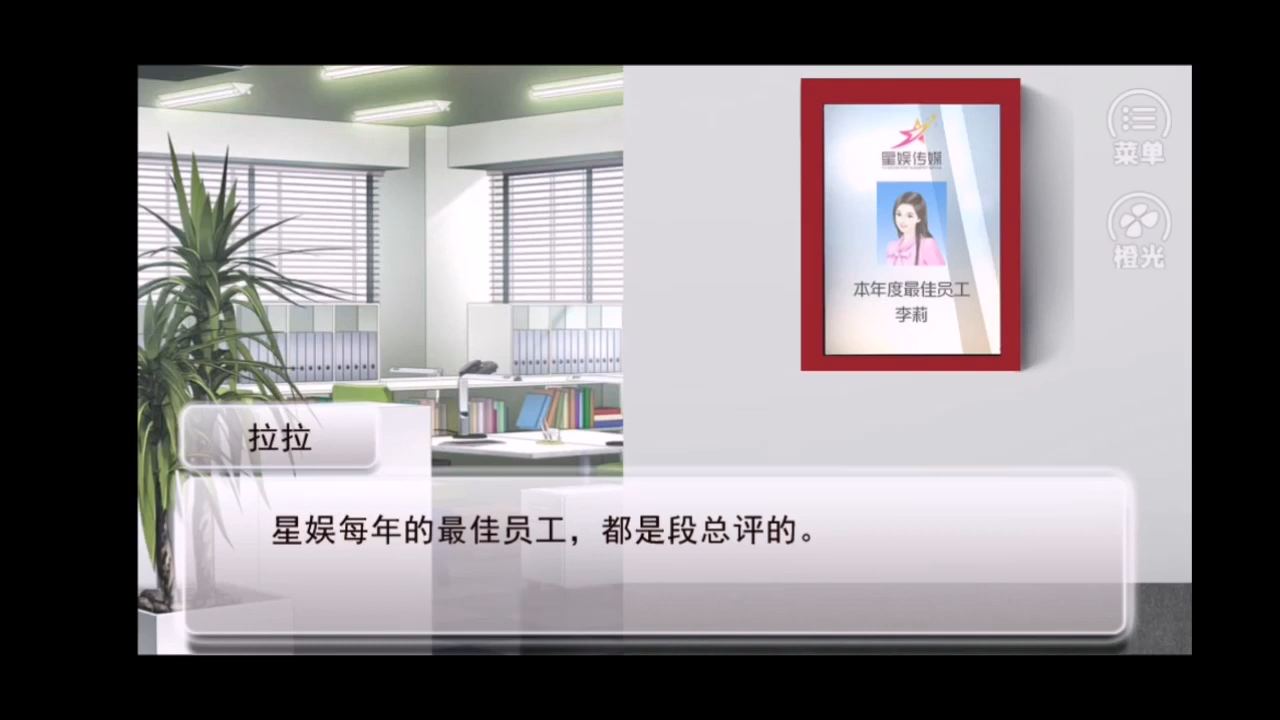 星娱传媒
本年度最佳员工
李莉
菜单
橙光
拉拉
星娱每年的最佳员工，都是段总评的。